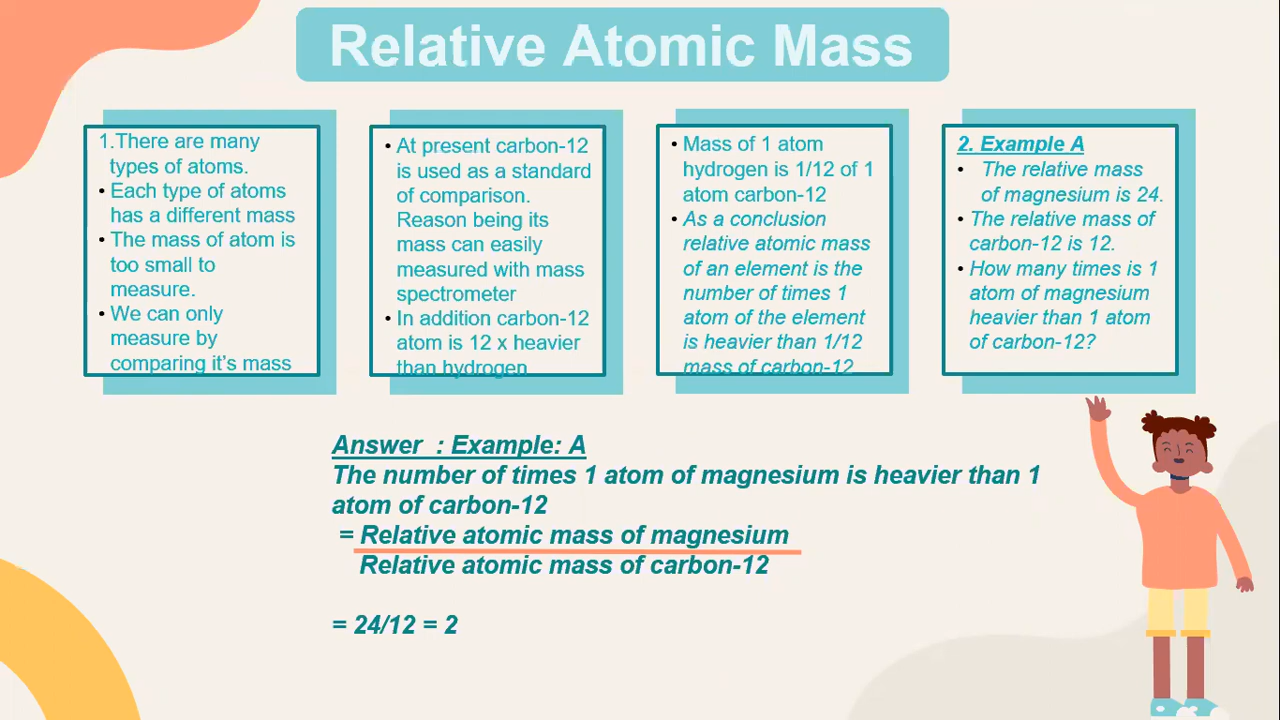 Relative Atomic Mass
1.There are many
types of atoms.
• Each type of atoms
has a different mass
• The mass of atom is
too small to
measure.
• We can only
measure by
comparing it's mass
• At present carbon-12
is used as a standard
of comparison.
Reason being its
mass can easily
measured with mass
spectrometer
• In addition carbon-12
atom is 12 x heavier
than hydrogen
• Mass of 1 atom
hydrogen is 1/12 of 1
atom carbon-12
• As a conclusion
relative atomic mass
of an element is the
number of times 1
atom of the element
is heavier than 1/12
mass of carbon-12
2. Example A
• The relative mass
of magnesium is 24.
• The relative mass of
carbon-12 is 12.
• How many times is 1
atom of magnesium
heavier than 1 atom
of carbon-12?
Answer : Example: A
The number of times 1 atom of magnesium is heavier than 1
atom of carbon-12
= Relative atomic mass of magnesium
Relative atomic mass of carbon-12
= 24/12 = 2